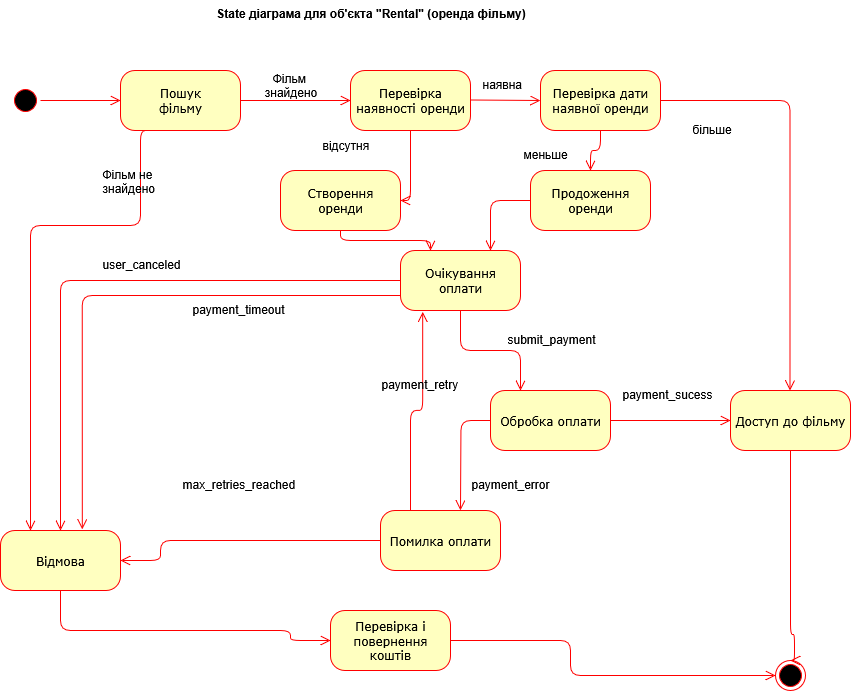 State діаграма для об'єкта "Rental" (оренда фільму)
Пошук
фільму
Фільм
знайдено
Перевірка
наявності оренди
наявна
Перевірка дати
наявної оренди
більше
відсутня
меньше
Фільм не
знайдено
Створення
оренди
Продоження
оренди
user_canceled
Очікування
оплати
payment_timeout
submit_payment
payment_retry
payment_sucess
Обробка оплати
Доступ до фільму
max_retries_reached
payment_error
Помилка оплати
Відмова
Перевірка і
повернення
коштів